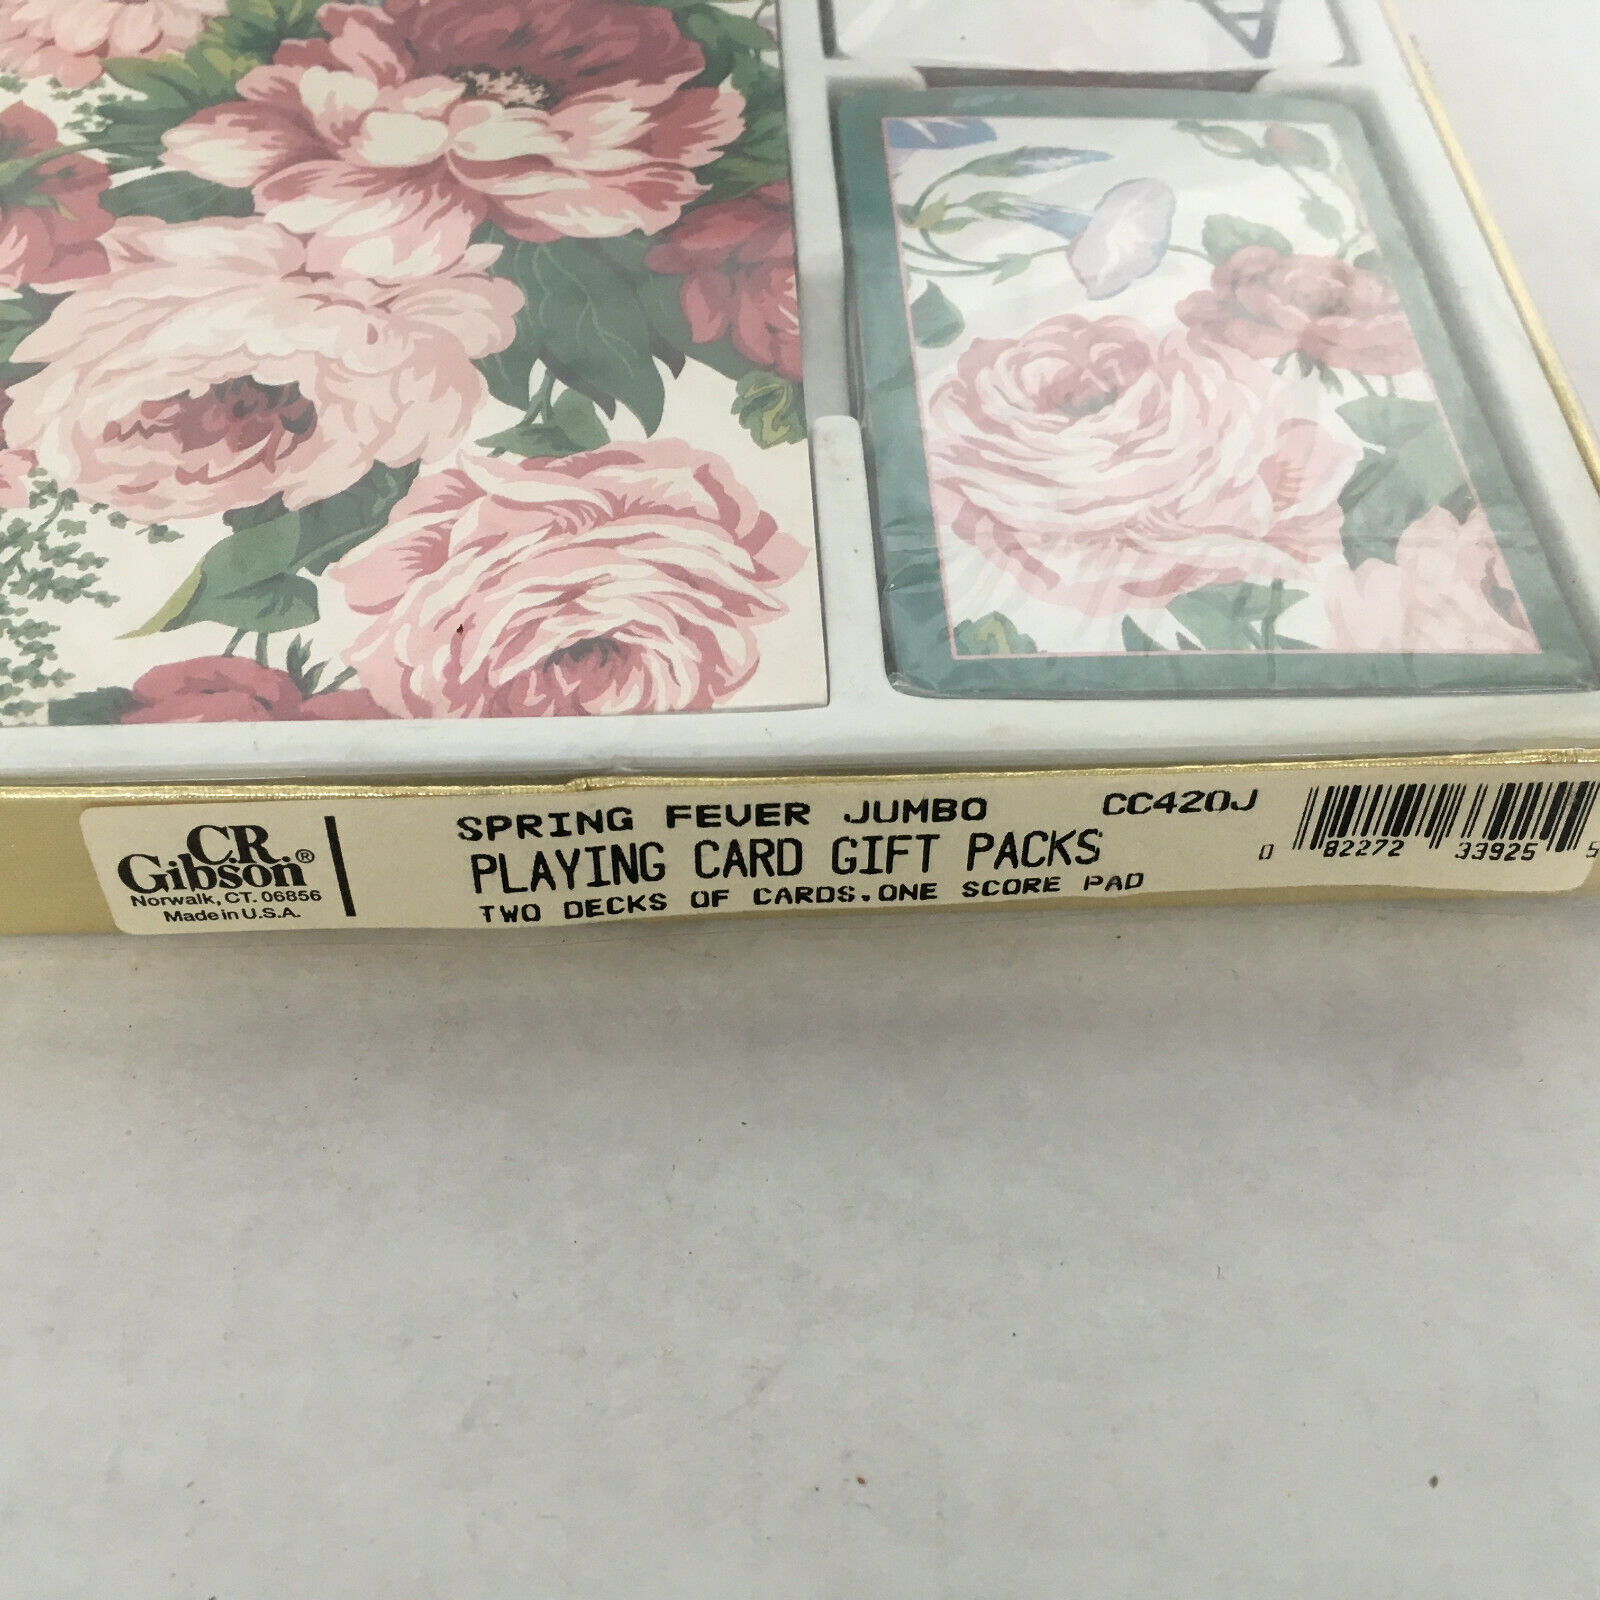 C.R.
Gibson®
Norwalk, CT. 06856
Made in U.S.A.
SPRING FEVER JUMBO CC420J
PLAYING CARD GIFT PACKS
TWO DECKS OF CARDS, ONE SCORE PAD
0 82272 33925 5